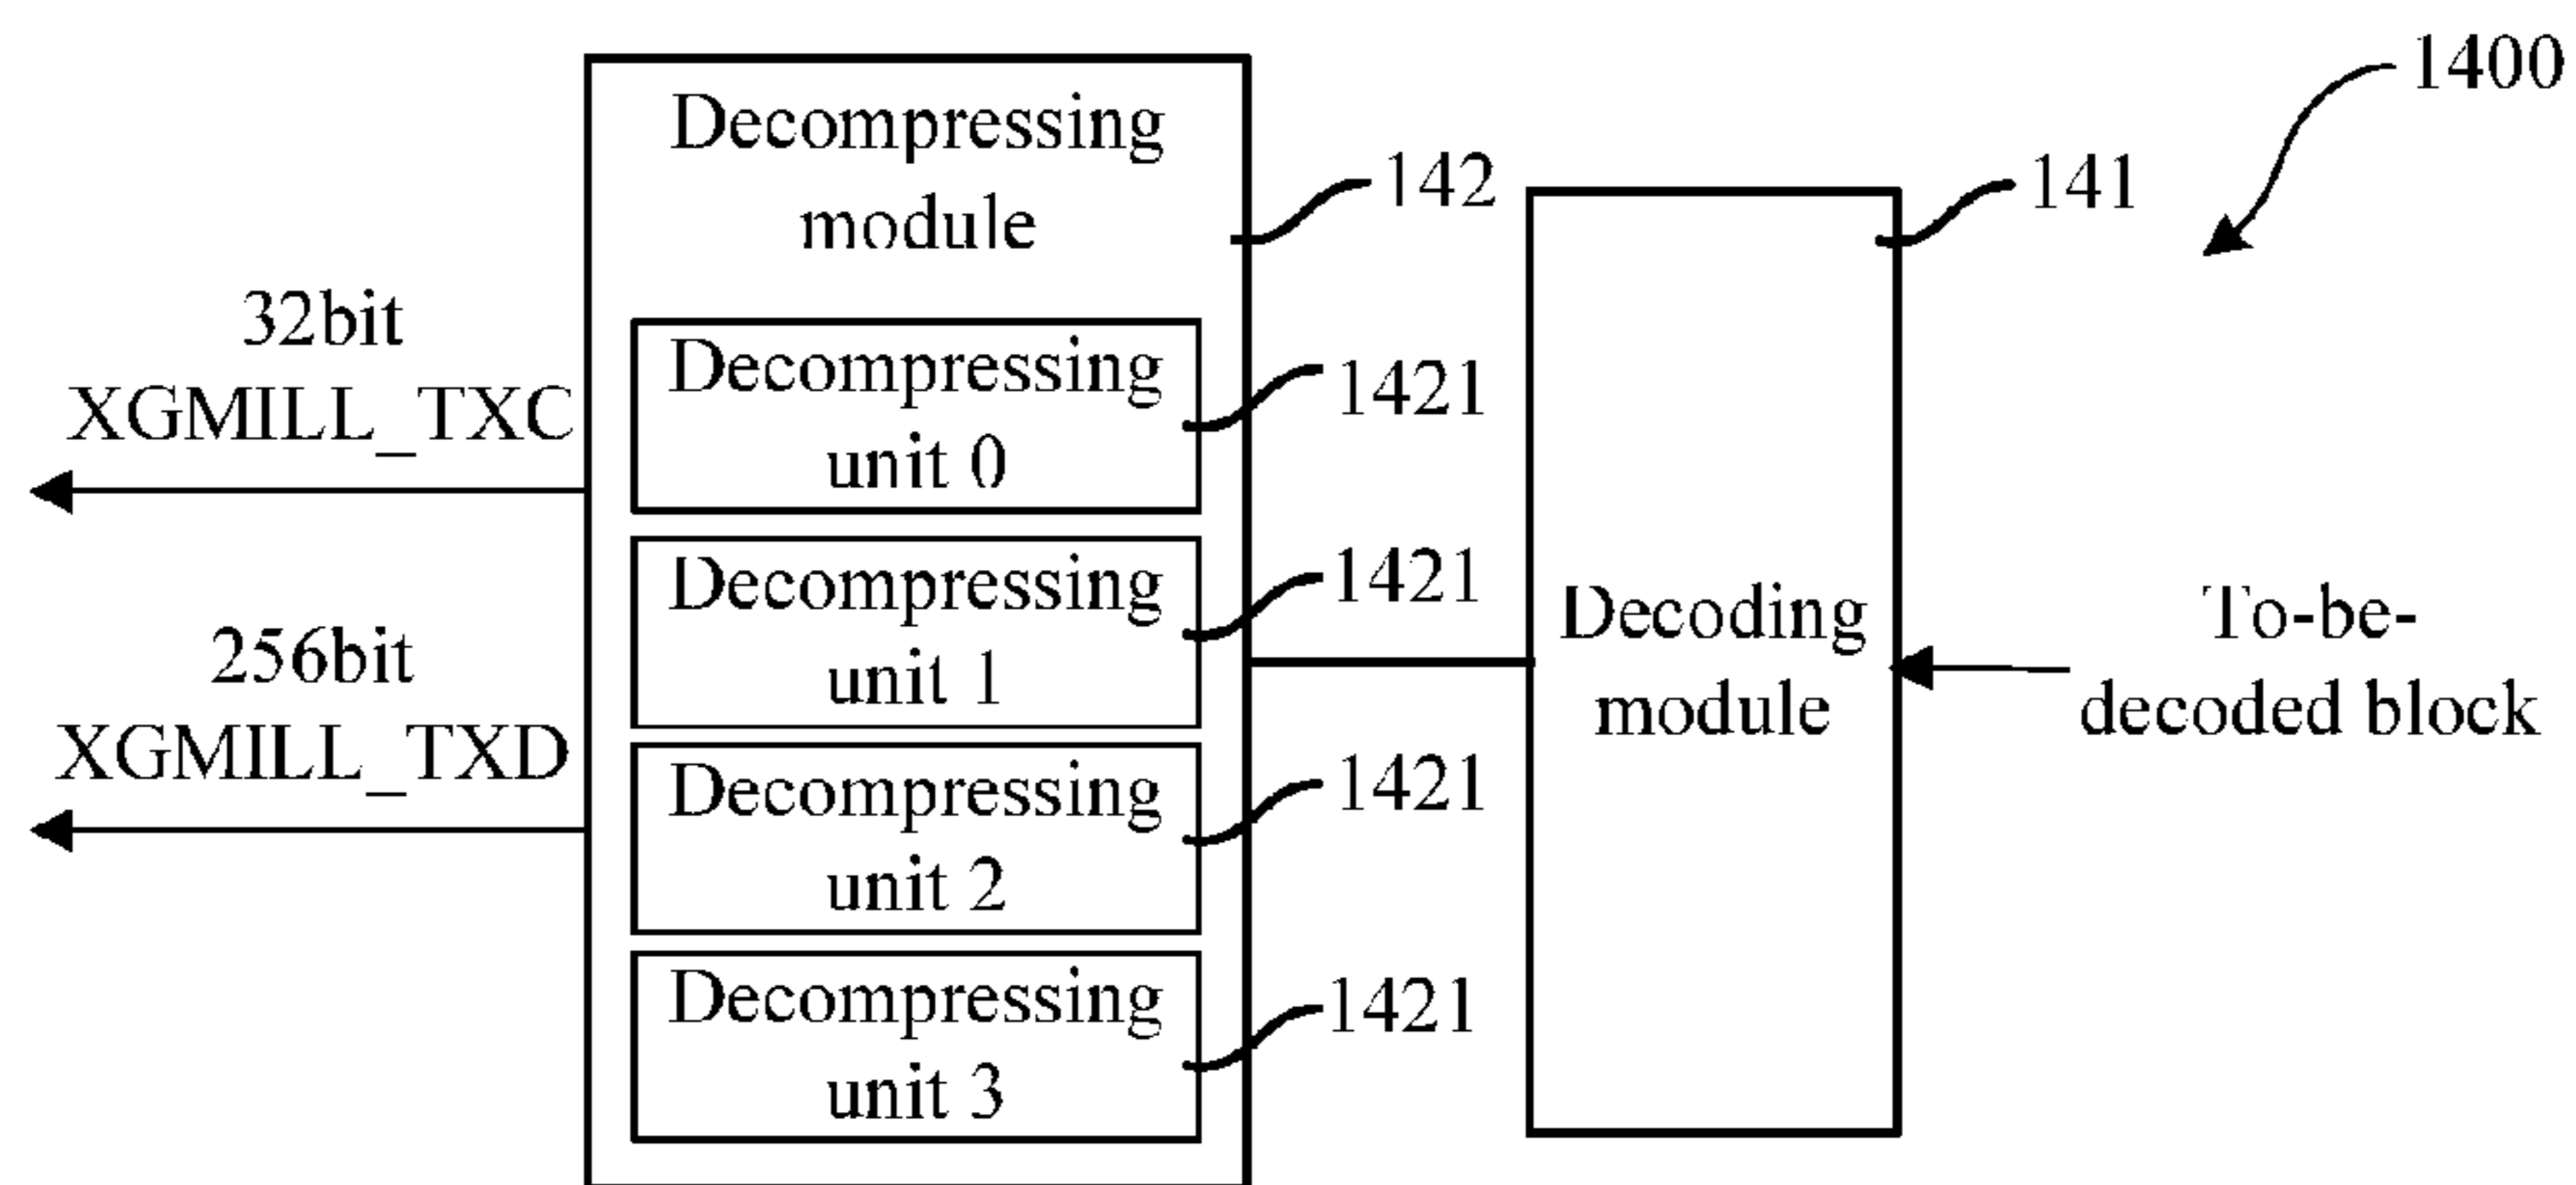 1400
Decompressing
module
142
141
32bit
XGMILL_TXC
Decompressing
unit 0
1421
256bit
XGMILL_TXD
Decompressing
unit 1
1421
Decoding
module
To-be-
decoded block
Decompressing
unit 2
1421
Decompressing
unit 3
1421